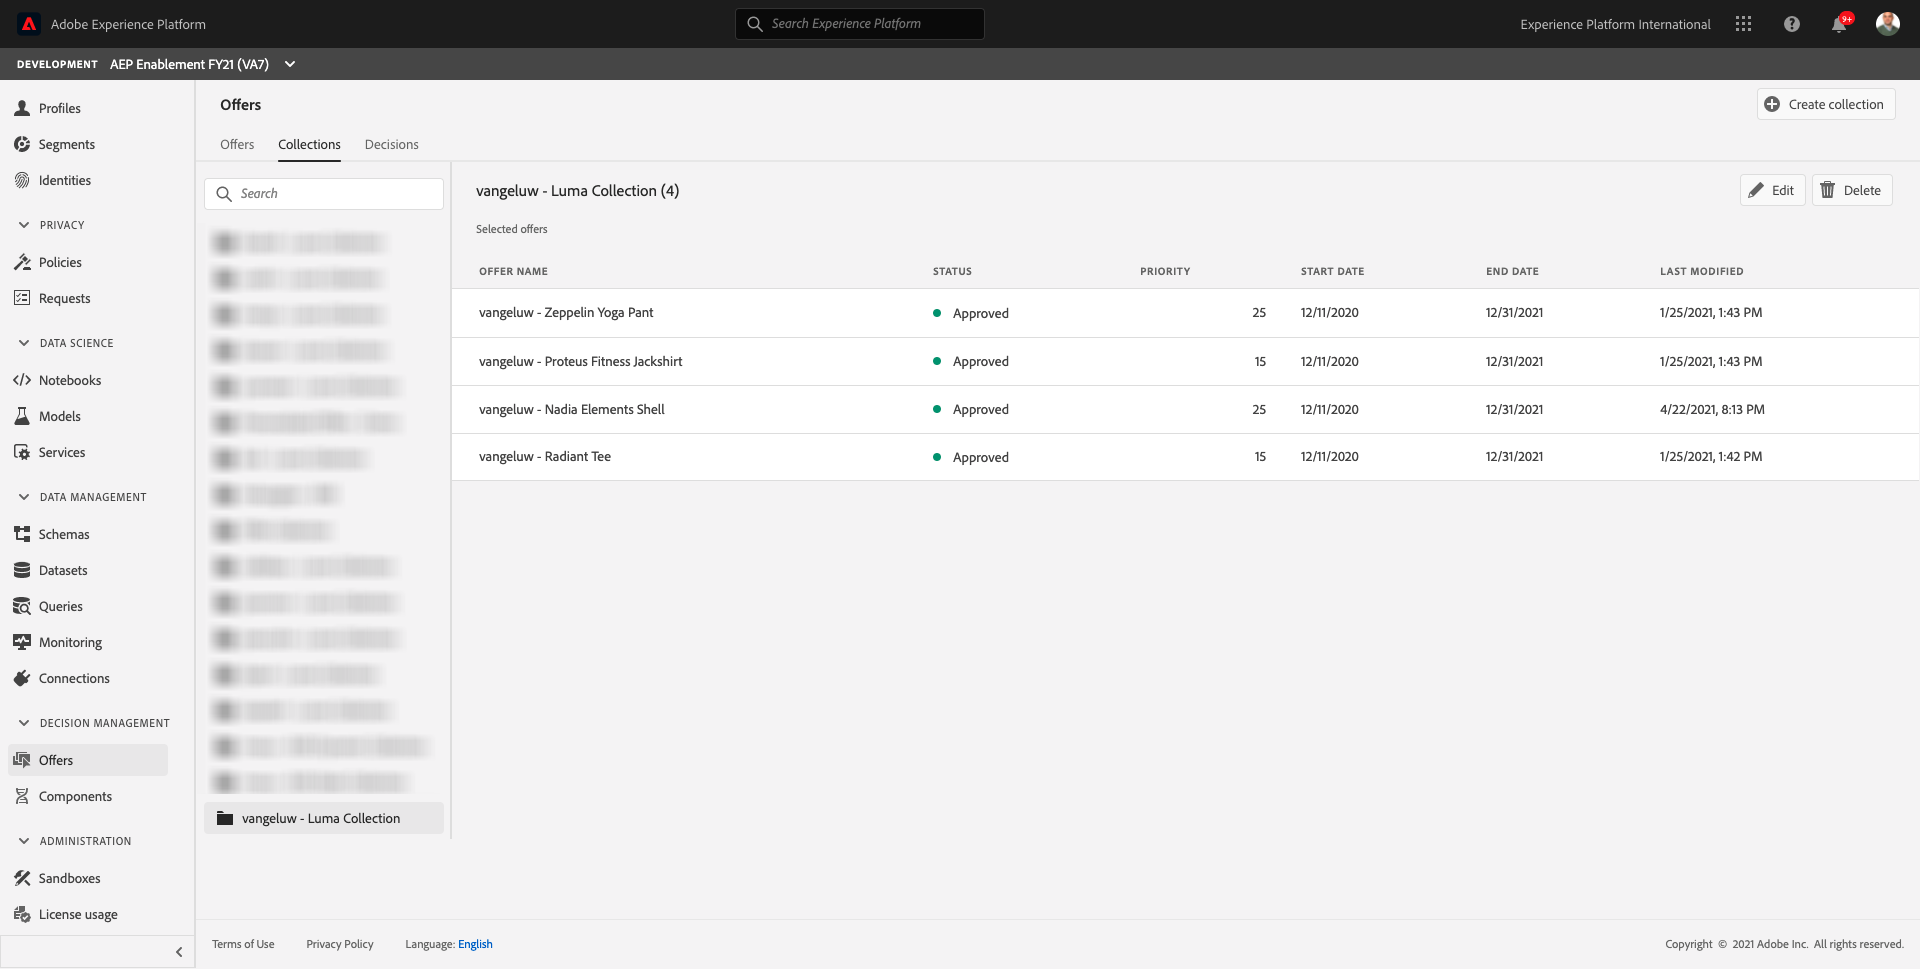 Adobe Experience Platform
Search Experience Platform
Experience Platform International
9+
DEVELOPMENT AEP Enablement FY21 (VA7)
Profiles
Segments
Identities
PRIVACY
Policies
Requests
DATA SCIENCE
Notebooks
Models
Services
DATA MANAGEMENT
Schemas
Datasets
Queries
Monitoring
Connections
DECISION MANAGEMENT
Offers
Components
ADMINISTRATION
Sandboxes
License usage
Offers
Create collection
Offers Collections Decisions
Search
vangeluw - Luma Collection
vangeluw - Luma Collection (4)
Edit Delete
Selected offers
OFFER NAME STATUS PRIORITY START DATE END DATE LAST MODIFIED
vangeluw - Zeppelin Yoga Pant Approved 25 12/11/2020 12/31/2021 1/25/2021, 1:43 PM
vangeluw - Proteus Fitness Jackshirt Approved 15 12/11/2020 12/31/2021 1/25/2021, 1:43 PM
vangeluw - Nadia Elements Shell Approved 25 12/11/2020 12/31/2021 4/22/2021, 8:13 PM
vangeluw - Radiant Tee Approved 15 12/11/2020 12/31/2021 1/25/2021, 1:42 PM
Terms of Use Privacy Policy Language: English
Copyright © 2021 Adobe Inc. All rights reserved.